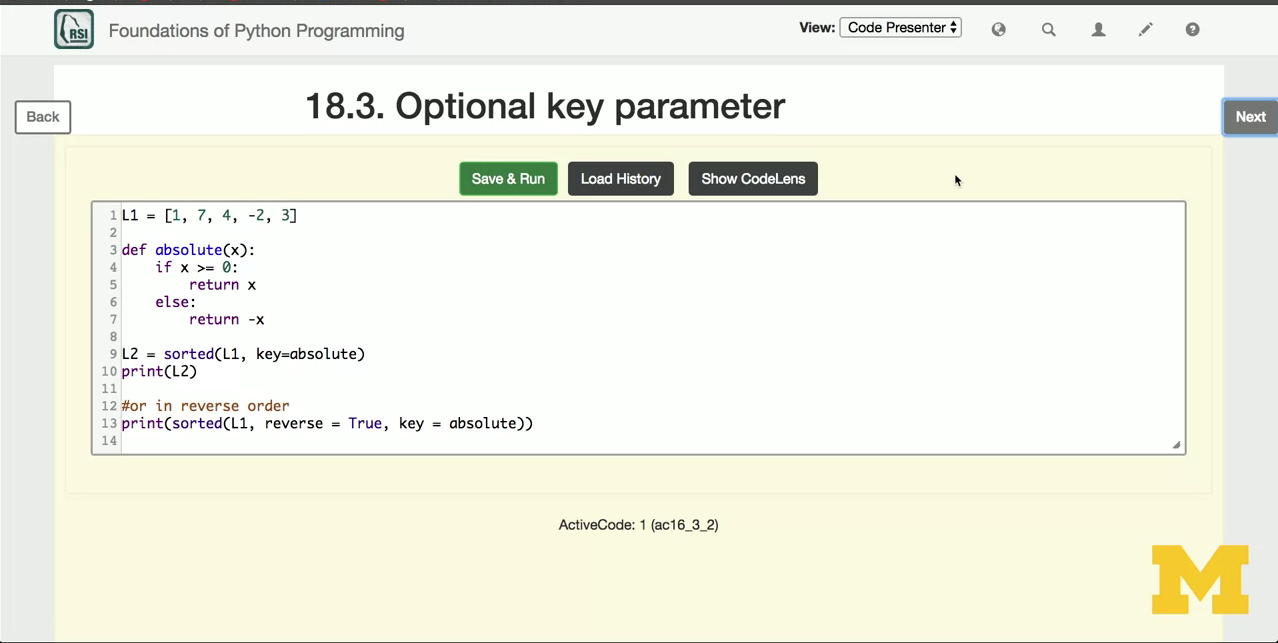 RSI
Foundations of Python Programming
View: Code Presenter
Back
18.3. Optional key parameter
Next
Save & Run Load History Show CodeLens
1 L1 = [1, 7, 4, -2, 3]
2
3 def absolute(x):
4     if x >= 0:
5         return x
6     else:
7         return -x
8
9 L2 = sorted(L1, key=absolute)
10 print(L2)
11
12 #or in reverse order
13 print(sorted(L1, reverse = True, key = absolute))
14
ActiveCode: 1 (ac16_3_2)
M